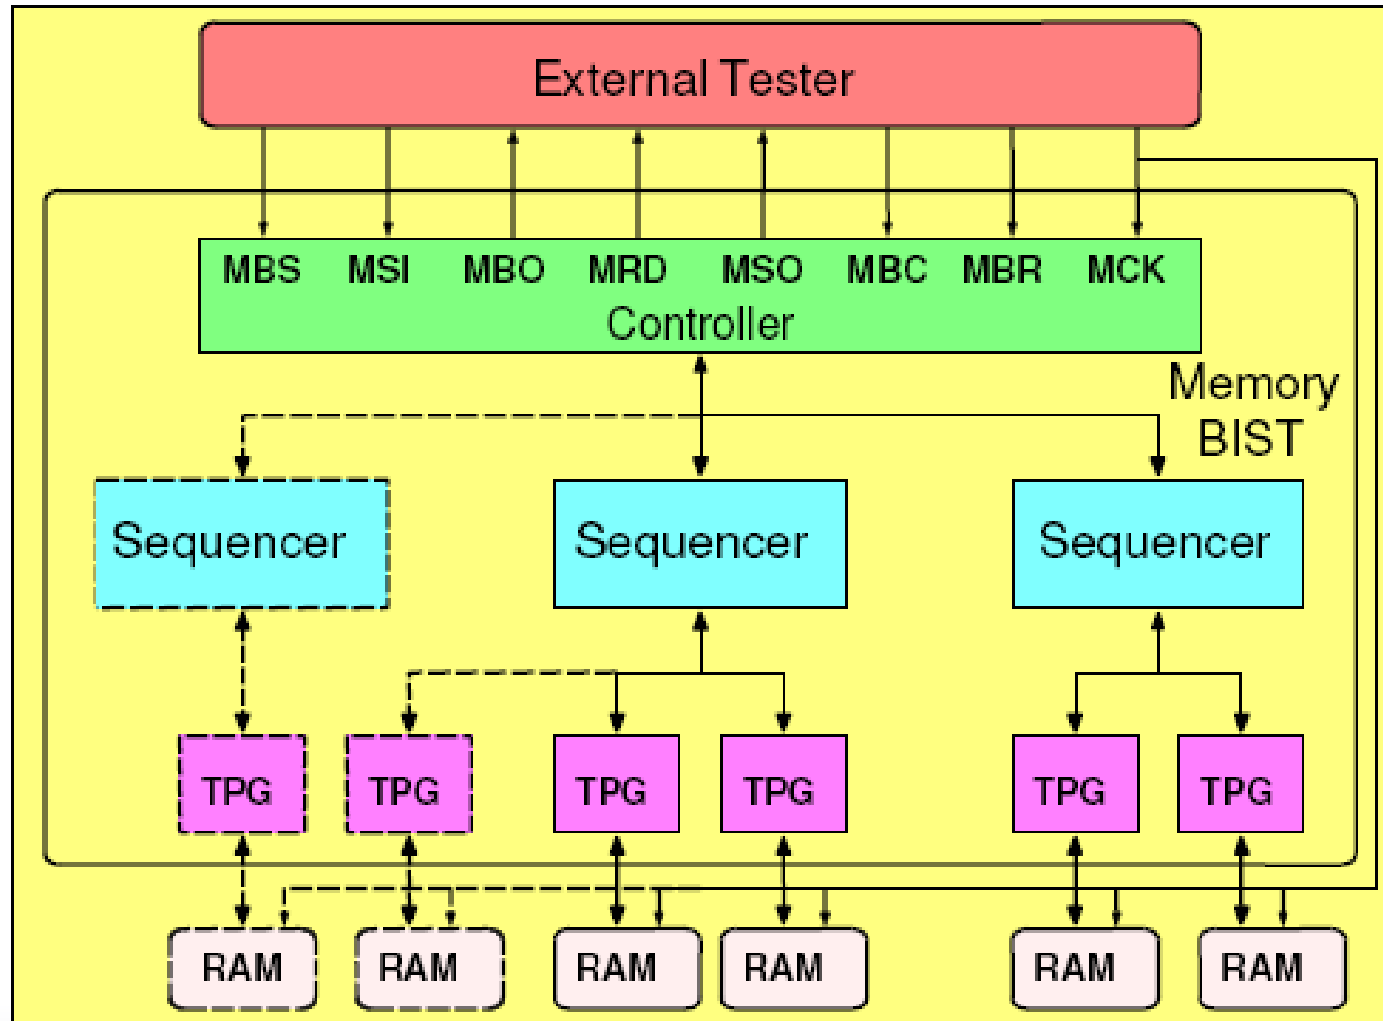 External Tester
MBS MSI MBO MRD MSO MBC MBR MCK
Controller
Memory
BIST
Sequencer Sequencer Sequencer
TPG TPG TPG TPG TPG TPG
RAM RAM RAM RAM RAM RAM